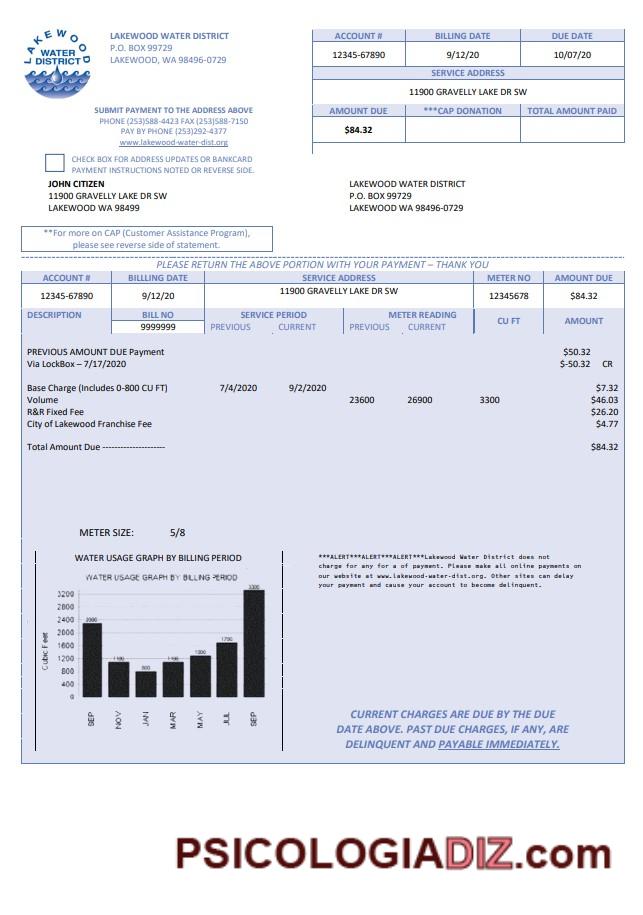 LAKEWOOD
WATER
DISTRICT
LAKEWOOD WATER DISTRICT
P.O. BOX 99729
LAKEWOOD, WA 98496-0729
ACCOUNT # BILLING DATE DUE DATE
12345-67890 9/12/20 10/07/20
SERVICE ADDRESS
11900 GRAVELLY LAKE DR SW
AMOUNT DUE ***CAP DONATION TOTAL AMOUNT PAID
$84.32
SUBMIT PAYMENT TO THE ADDRESS ABOVE
PHONE (253)588-4423 FAX (253)588-7150
PAY BY PHONE (253)292-4377
www.lakewood-water-dist.org
CHECK BOX FOR ADDRESS UPDATES OR BANKCARD
PAYMENT INSTRUCTIONS NOTED OR REVERSE SIDE.
JOHN CITIZEN
11900 GRAVELLY LAKE DR SW
LAKEWOOD WA 98499
LAKEWOOD WATER DISTRICT
P.O. BOX 99729
LAKEWOOD WA 98496-0729
**For more on CAP (Customer Assistance Program),
please see reverse side of statement.
PLEASE RETURN THE ABOVE PORTION WITH YOUR PAYMENT – THANK YOU
ACCOUNT # BILLLING DATE SERVICE ADDRESS METER NO AMOUNT DUE
12345-67890 9/12/20 11900 GRAVELLY LAKE DR SW 12345678 $84.32
DESCRIPTION BILL NO SERVICE PERIOD METER READING CU FT AMOUNT
9999999 PREVIOUS CURRENT PREVIOUS CURRENT
PREVIOUS AMOUNT DUE Payment $50.32
Via LockBox – 7/17/2020 $-50.32 CR
Base Charge (Includes 0-800 CU FT) 7/4/2020 9/2/2020 $7.32
Volume 23600 26900 3300 $46.03
R&R Fixed Fee $26.20
City of Lakewood Franchise Fee $4.77
Total Amount Due --------------------- $84.32
METER SIZE: 5/8
WATER USAGE GRAPH BY BILLING PERIOD
WATER USAGE GRAPH BY BILLING PERIOD
Cubic Feet
3200
2800
2400
2000
1600
1200
800
400
0
1100 800 1100 1300 1700 3300
SEP NOV JAN MAR MAY JUL SEP
***ALERT***ALERT***ALERT***Lakewood Water District does not
charge for any for a of payment. Please make all online payments on
our website at www.lakewood-water-dist.org. Other sites can delay
your payment and cause your account to become delinquent.
CURRENT CHARGES ARE DUE BY THE DUE
DATE ABOVE. PAST DUE CHARGES, IF ANY, ARE
DELINQUENT AND PAYABLE IMMEDIATELY.
PSICOLOGIADIZ.com